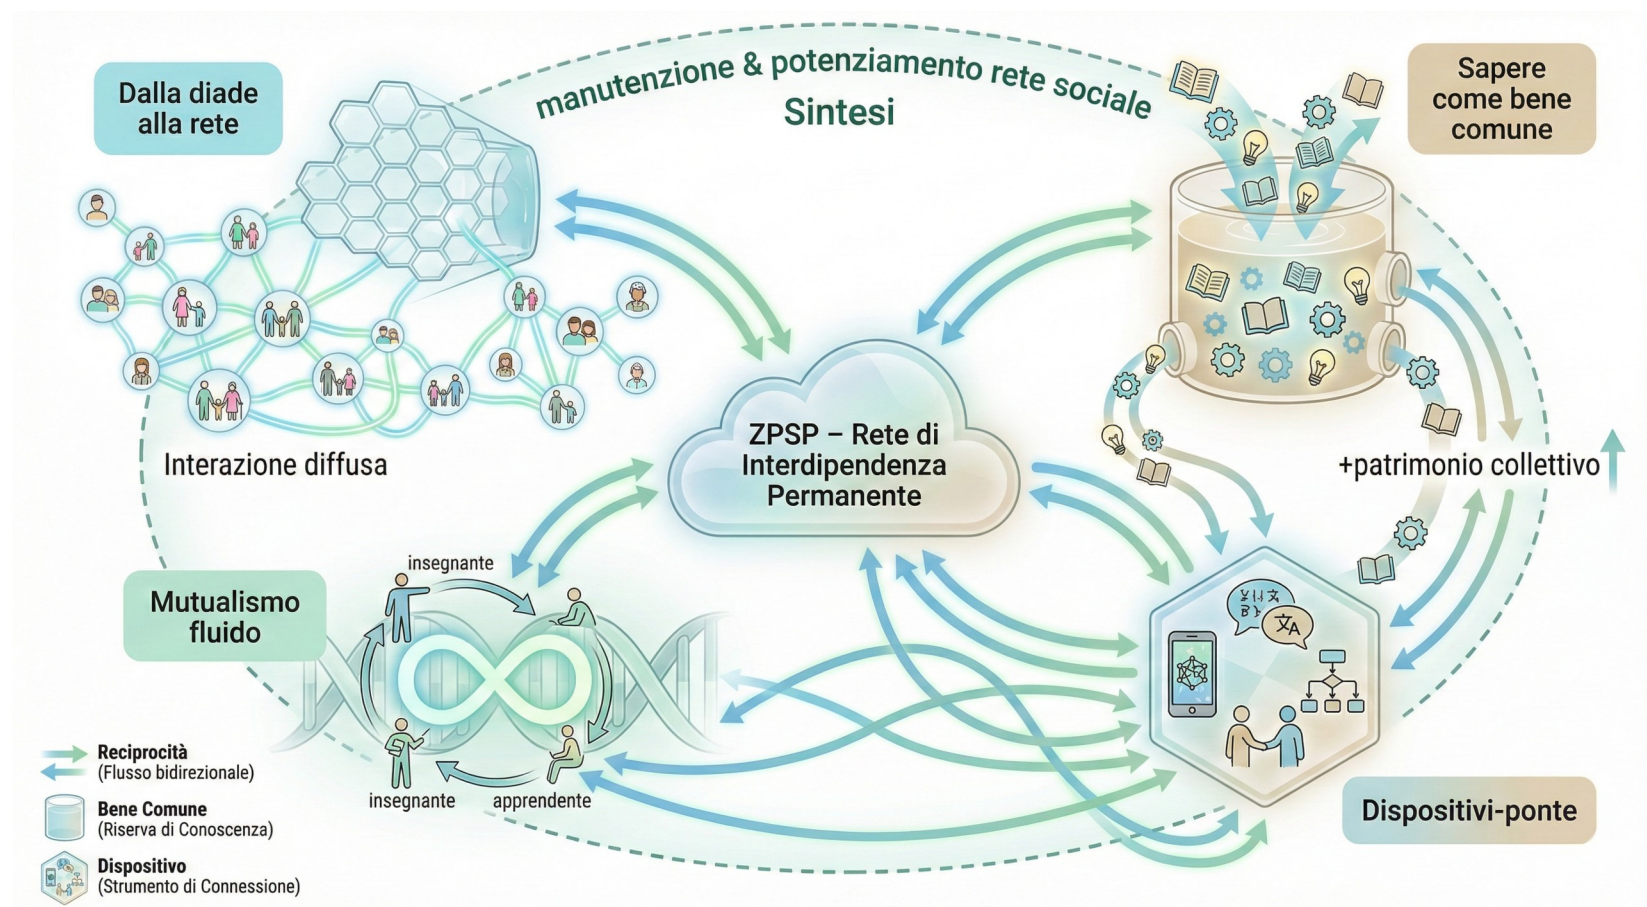 manutenzione & potenziamento rete sociale
Sintesi
Dalla diade
alla rete
Sapere
come bene
comune
Interazione diffusa
ZPSP – Rete di
Interdipendenza
Permanente
+patrimonio collettivo
Mutualismo
fluido
insegnante
insegnante
apprendente
文A
Dispositivi-ponte
Reciprocità
(Flusso bidirezionale)
Bene Comune
(Riserva di Conoscenza)
Dispositivo
(Strumento di Connessione)